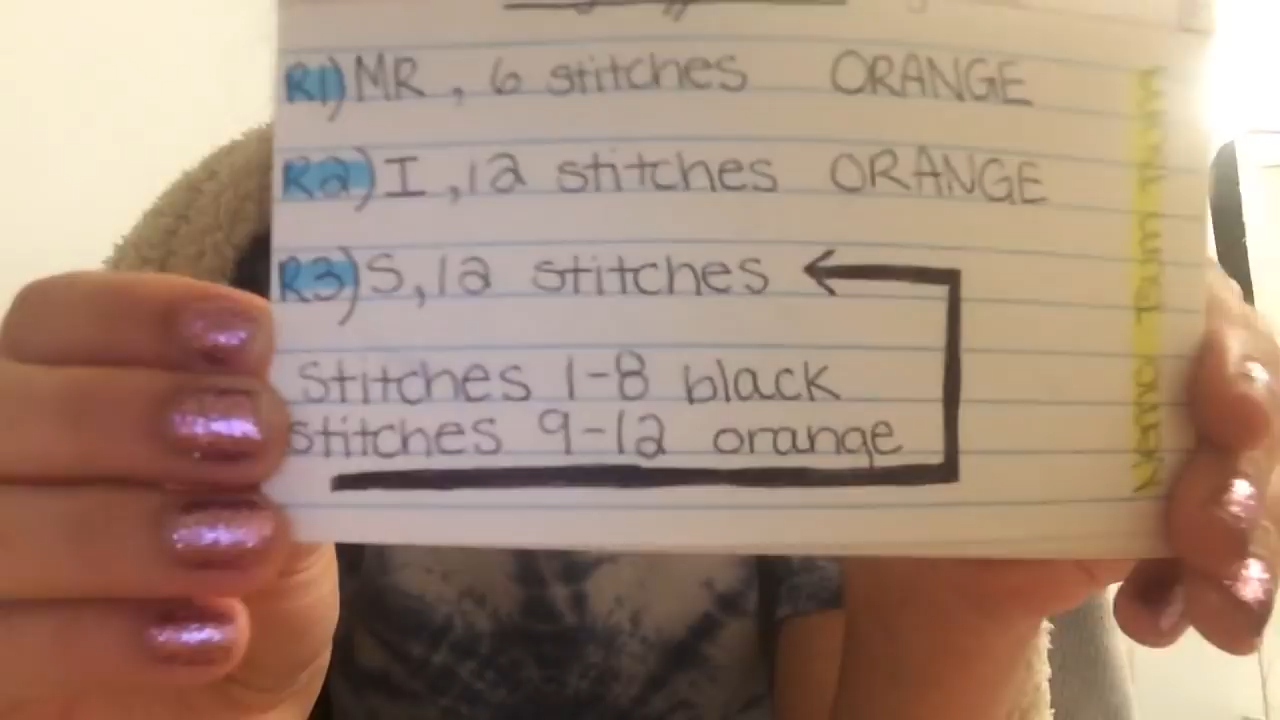 R1) MR, 6 stitches ORANGE
R2) I, 12 stitches ORANGE
R3) S, 12 stitches
stitches 1-8 black
stitches 9-12 orange